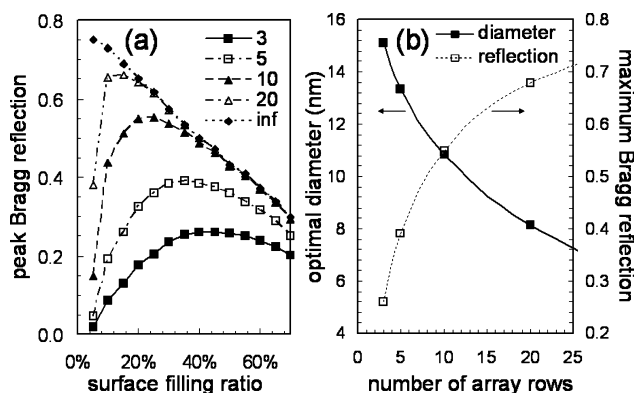 (a)
3
5
10
20
inf
0.8
0.6
0.4
0.2
0.0
peak Bragg reflection
0% 20% 40% 60%
surface filling ratio
(b)
diameter
reflection
16
14
12
10
8
6
4
optimal diameter (nm)
0.8
0.7
0.6
0.5
0.4
0.3
0.2
maximum Bragg reflection
0 5 10 15 20 25
number of array rows